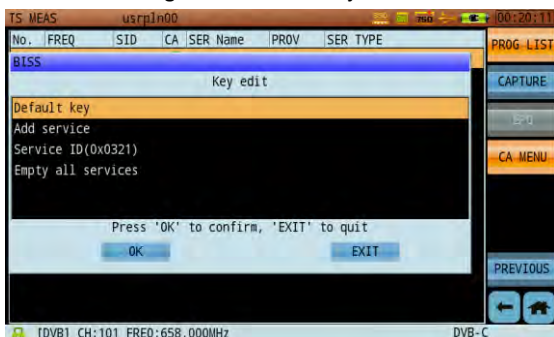 TS MEAS usrpln00 750 00:20:11
No. FREQ SID CA SER Name PROV SER TYPE
PROG LIST
BISS
Key edit
CAPTURE
Default key
EPG
Add service
Service ID(0x0321)
CA MENU
Empty all services
Press 'OK' to confirm, 'EXIT' to quit
OK EXIT
PREVIOUS
[DVB] CH:101 FREQ:658.000MHz DVB-C